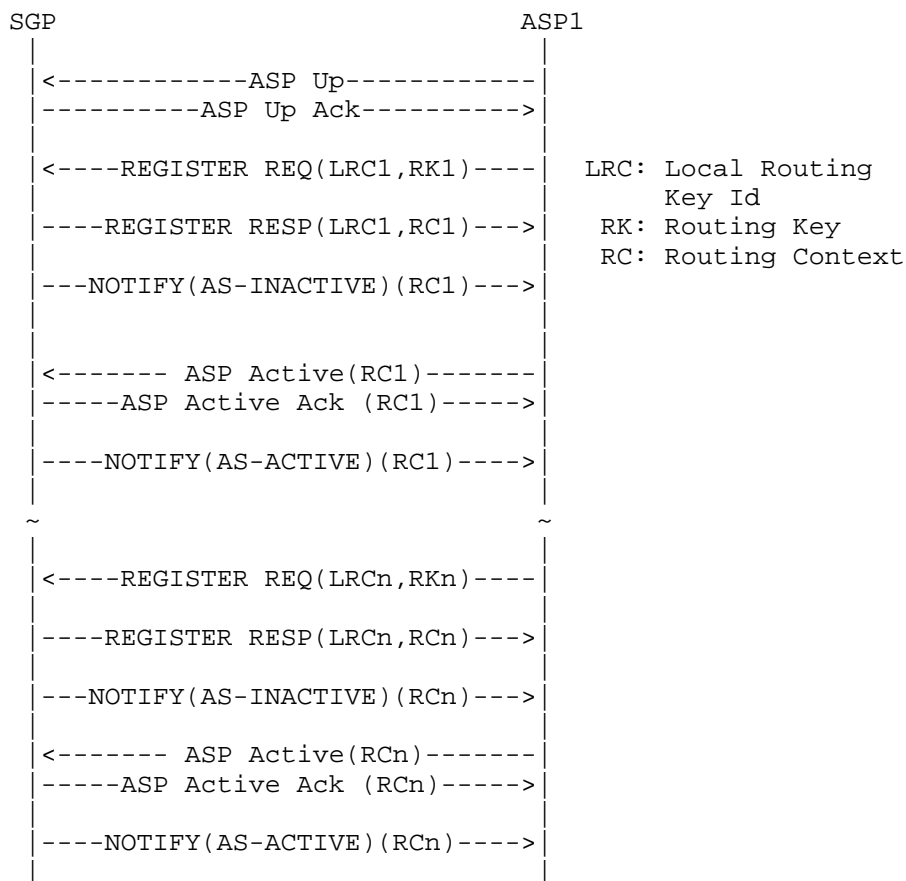 SGP                             ASP1
 |                                |
 |<------------ASP Up------------|
 |----------ASP Up Ack---------->|
 |                                |
 |<----REGISTER REQ(LRC1,RK1)----|  LRC: Local Routing
 |                                |       Key Id
 |----REGISTER RESP(LRC1,RC1)--->|   RK: Routing Key
 |                                |   RC: Routing Context
 |---NOTIFY(AS-INACTIVE)(RC1)--->|
 |                                |
 |                                |
 |<------- ASP Active(RC1)-------|
 |-----ASP Active Ack (RC1)----->|
 |                                |
 |----NOTIFY(AS-ACTIVE)(RC1)---->|
 |                                |
 ~                                ~
 |                                |
 |<----REGISTER REQ(LRCn,RKn)----|
 |                                |
 |----REGISTER RESP(LRCn,RCn)--->|
 |                                |
 |---NOTIFY(AS-INACTIVE)(RCn)--->|
 |                                |
 |<------- ASP Active(RCn)-------|
 |-----ASP Active Ack (RCn)----->|
 |                                |
 |----NOTIFY(AS-ACTIVE)(RCn)---->|
 |                                |